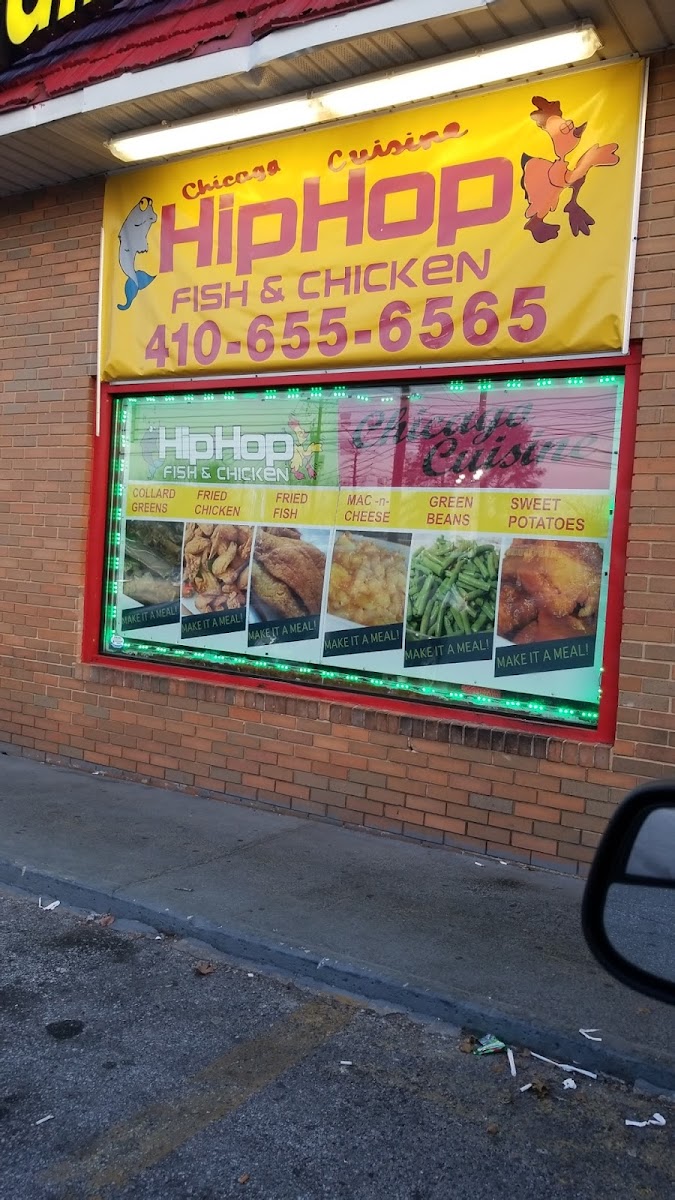 Chicago Cuisine
HipHop
FISH & CHICKEN
410-655-6565
HipHop
FISH & CHICKEN
Chicago
Cuisine
COLLARD
GREENS
FRIED
CHICKEN
FRIED
FISH
MAC -n-
CHEESE
GREEN
BEANS
SWEET
POTATOES
MAKE IT A MEAL!
MAKE IT A MEAL!
MAKE IT A MEAL!
MAKE IT A MEAL!
MAKE IT A MEAL!
MAKE IT A MEAL!